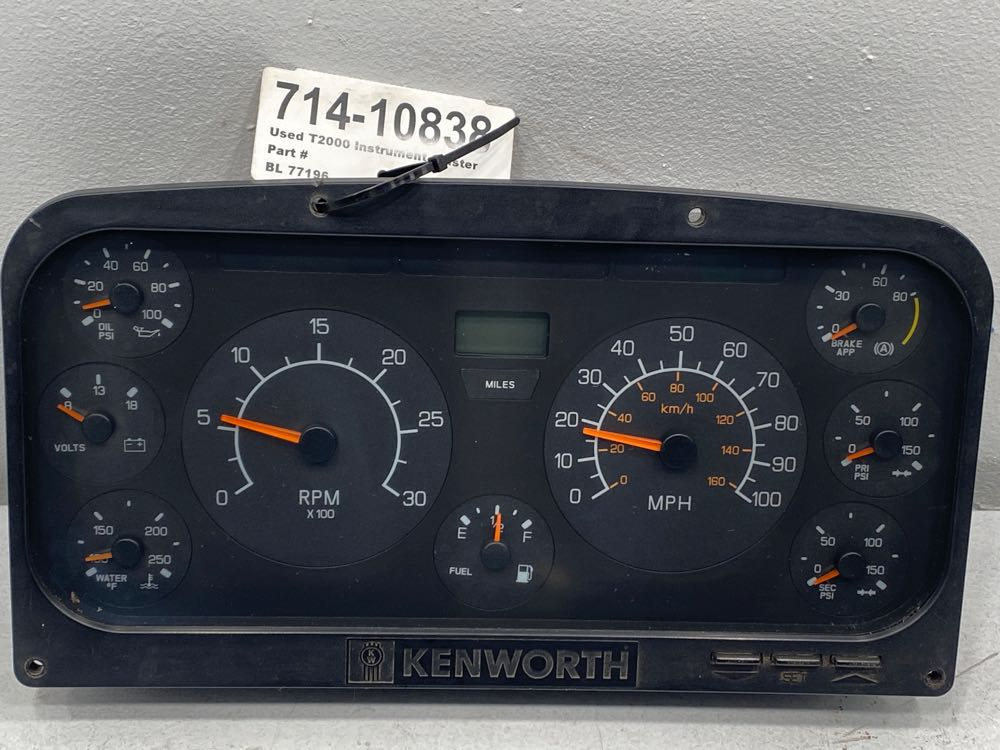 714-10838
Used T2000 Instrument
Part #
BL 77196
0 20 40 60 80 100
OIL
PSI
8 13 18
VOLTS
150 200 250
WATER
°F
0 5 10 15 20 25 30
RPM
X 100
MILES
E 1/2 F
FUEL
0 10 20 30 40 50 60 70 80 90 100
0 20 40 60 80 100 120 140 160
km/h
MPH
0 30 60 80
BRAKE
APP
(A)
0 50 100 150
PRI
PSI
0 50 100 150
SEC
PSI
KW
KENWORTH
SET